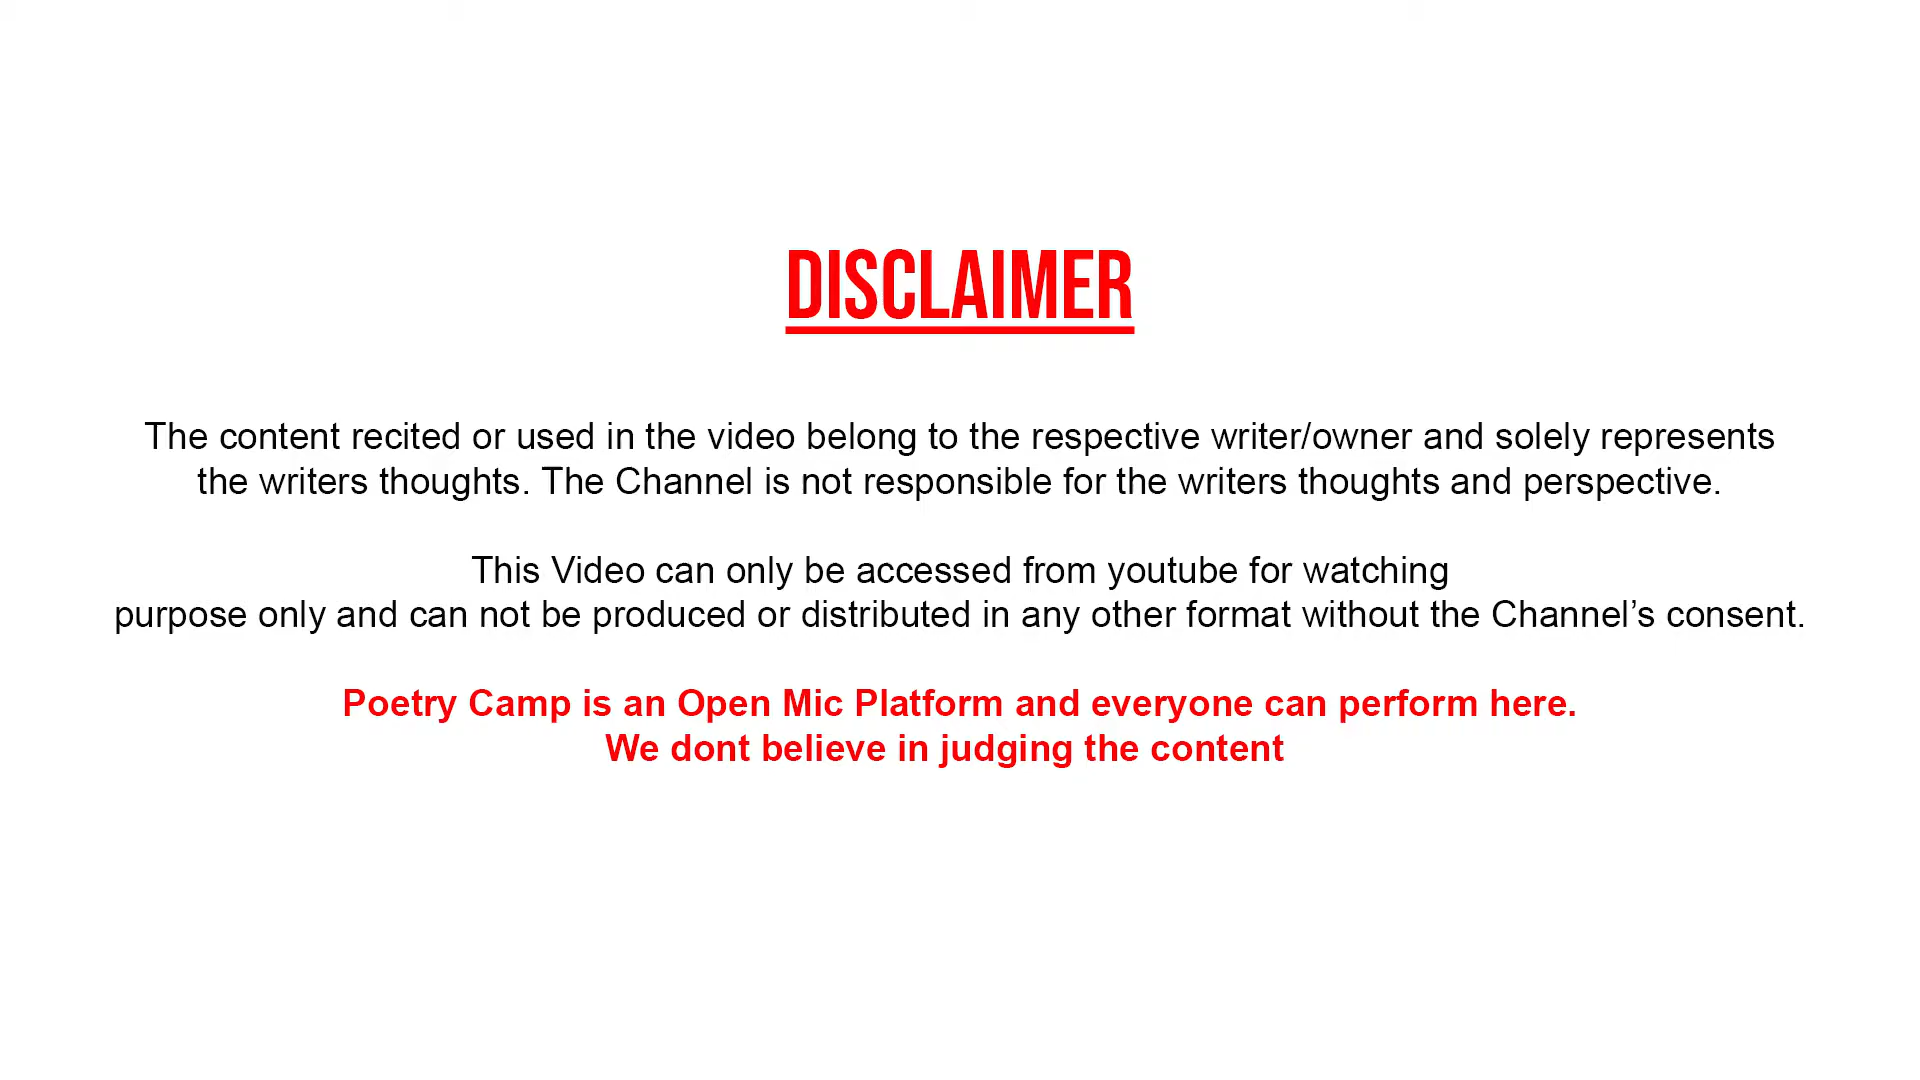 DISCLAIMER
The content recited or used in the video belong to the respective writer/owner and solely represents
the writers thoughts. The Channel is not responsible for the writers thoughts and perspective.
This Video can only be accessed from youtube for watching
purpose only and can not be produced or distributed in any other format without the Channel’s consent.
Poetry Camp is an Open Mic Platform and everyone can perform here.
We dont believe in judging the content